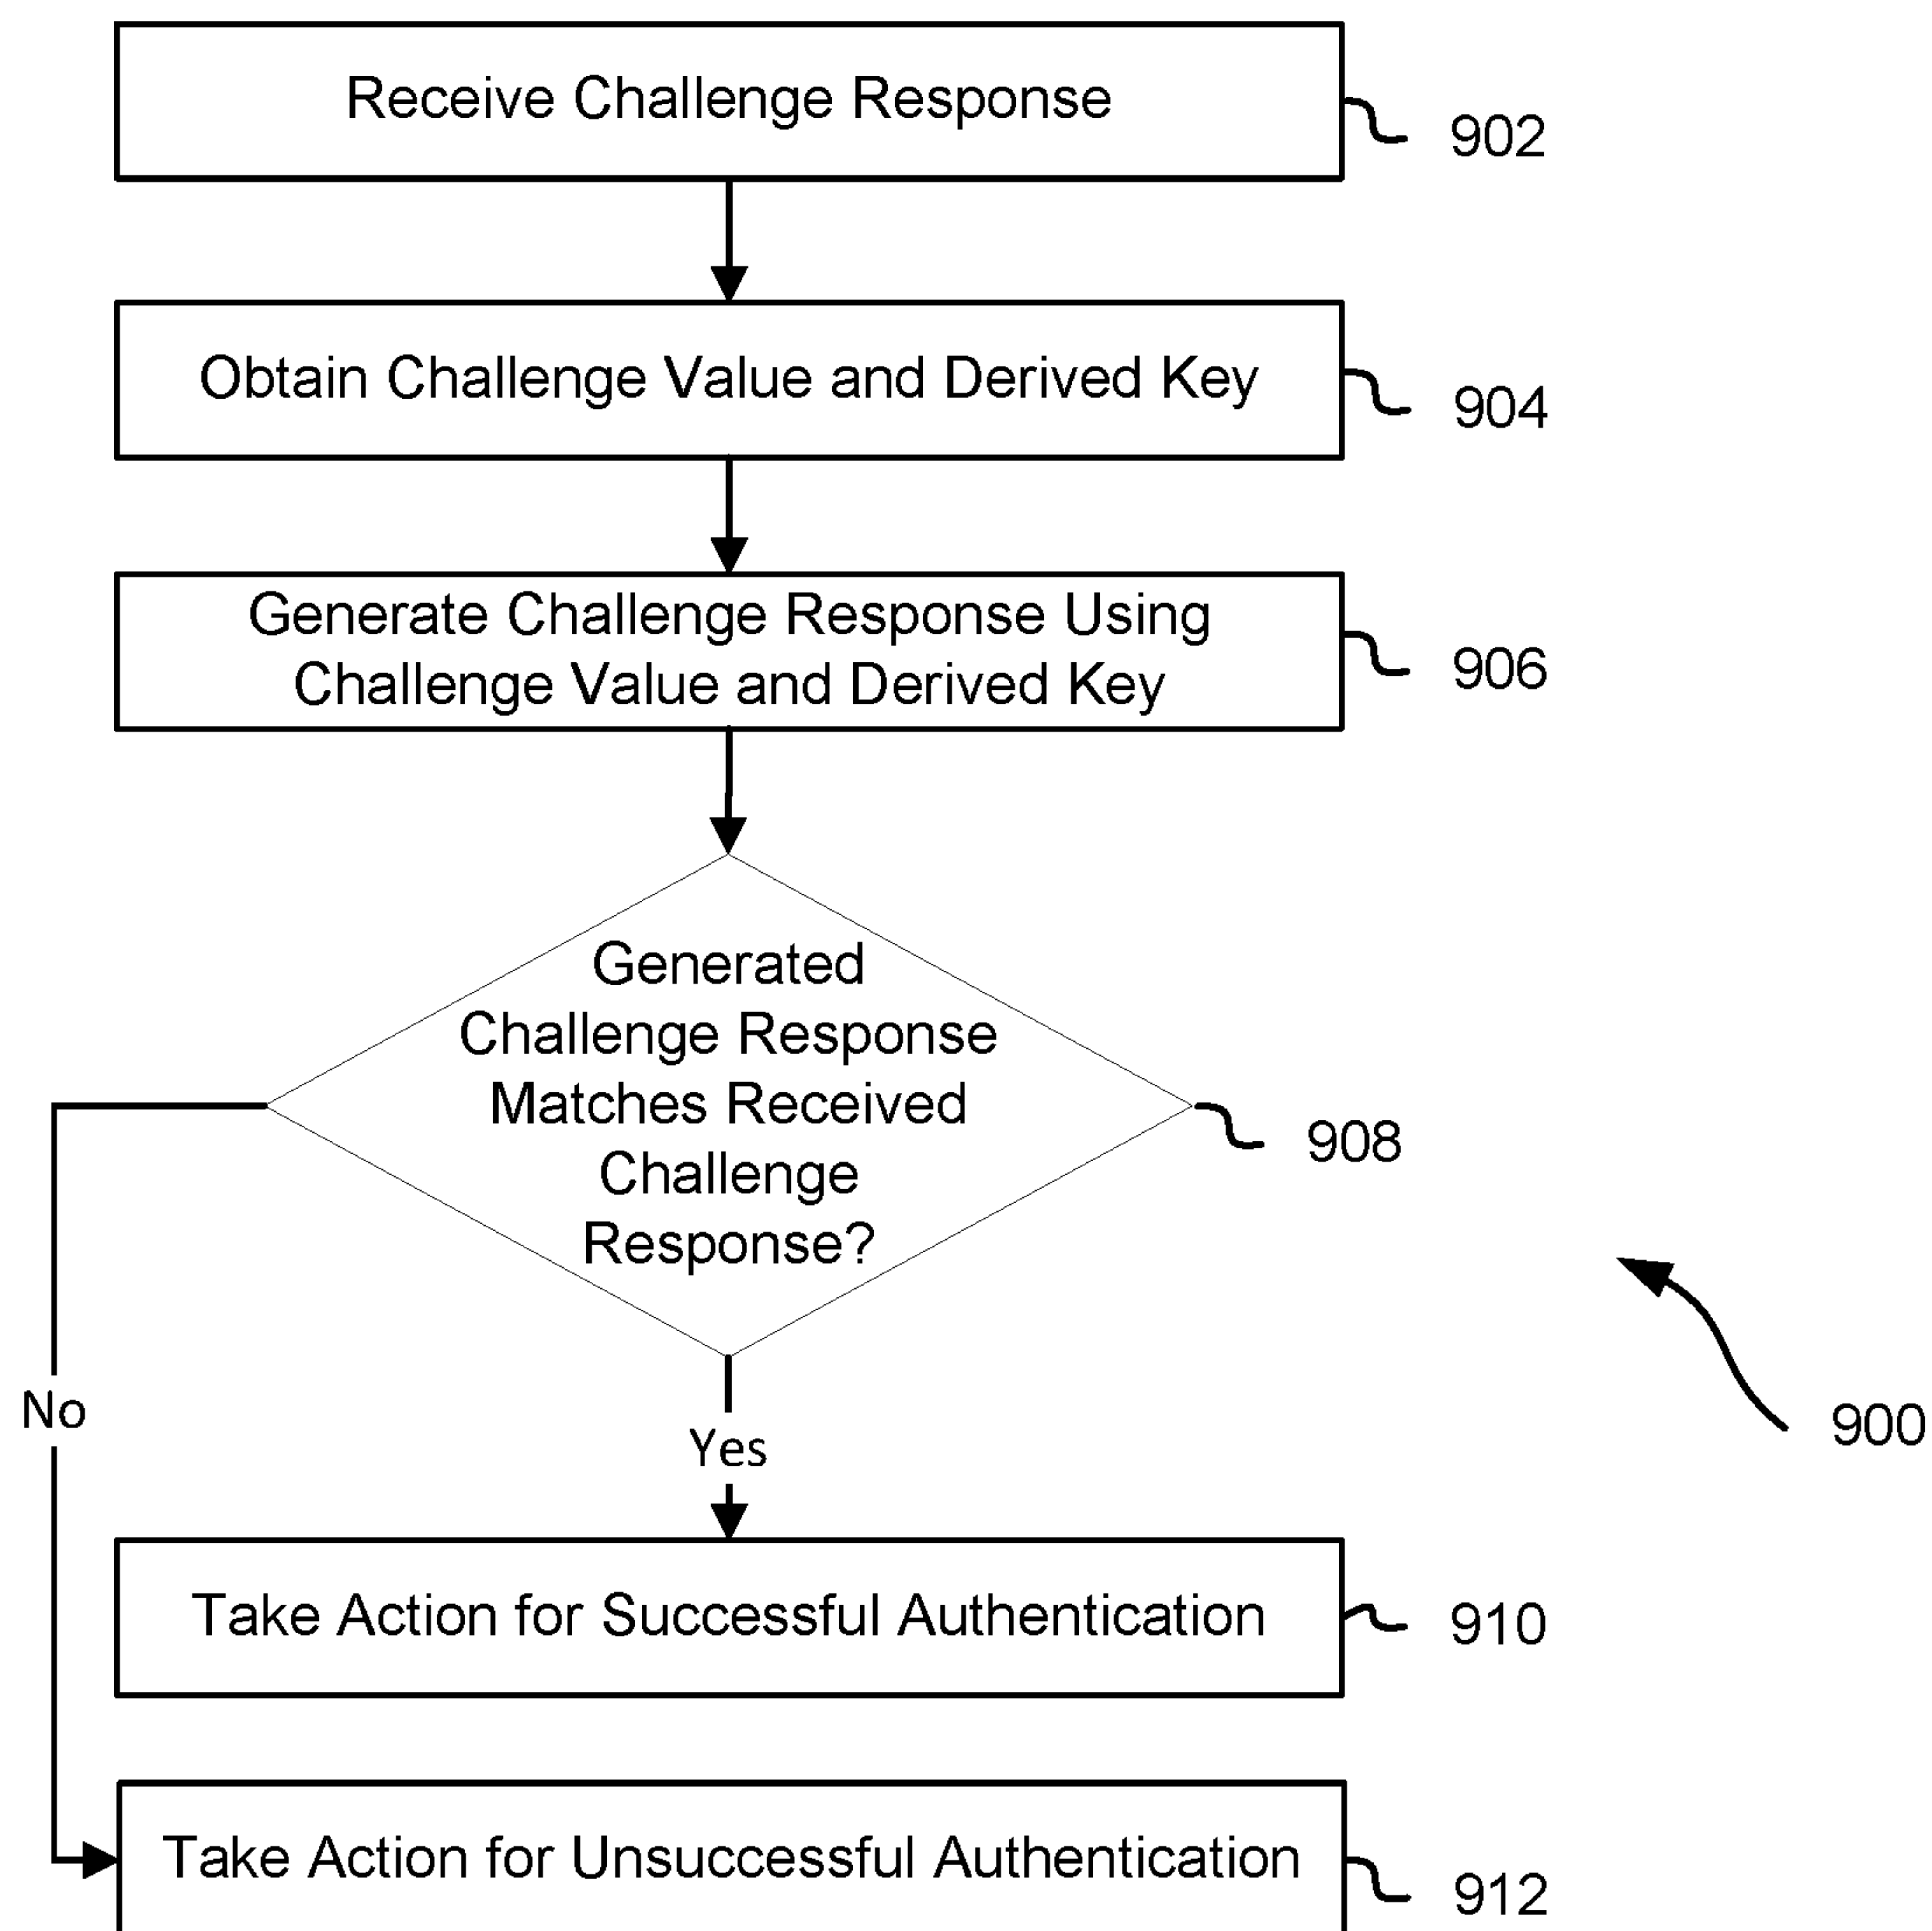 Receive Challenge Response
902
Obtain Challenge Value and Derived Key
904
Generate Challenge Response Using
Challenge Value and Derived Key
906
Generated
Challenge Response
Matches Received
Challenge
Response?
908
No
Yes
900
Take Action for Successful Authentication
910
Take Action for Unsuccessful Authentication
912